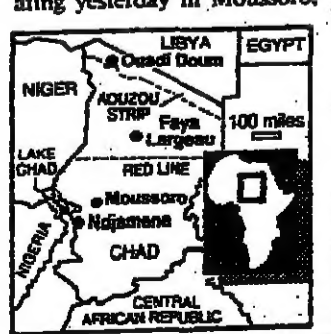 yesterday in Moussoro,
LIBYA
EGYPT
Ouadi Doum
NIGER
AOUZOU
STRIP
Faya
Largeau
100 miles
LAKE
CHAD
RED LINE
Moussoro
Ndjamena
NIGERIA
CHAD
CENTRAL
AFRICAN REPUBLIC